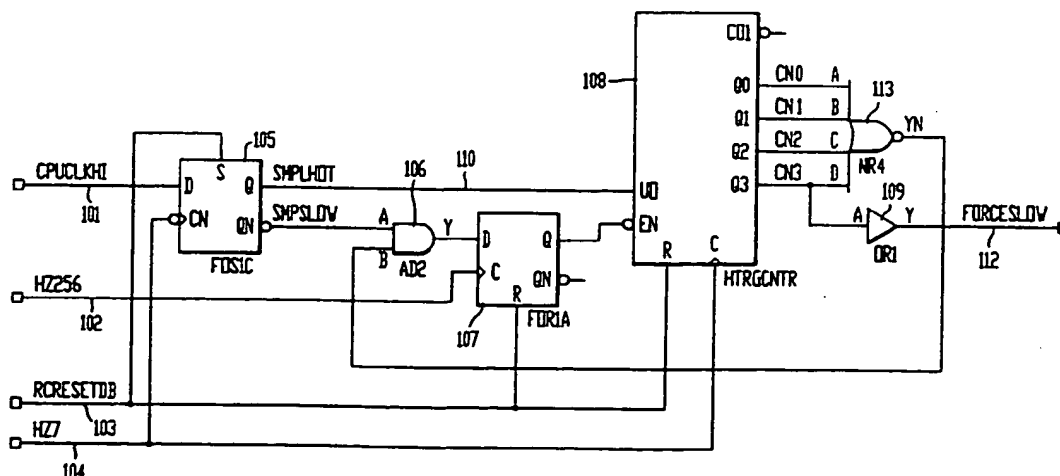 CO1
108
Q0 CN0 A
113
105
Q1 CN1 B
YN
S
110
106
Q2 CN2 C
NR4
CPUCLKHI
D Q SMPLHOT
UD
Q3 CN3 D
109
101
CN QN SMPSLOW
A Y
D Q
EN
A Y FORCESLOW
FDS1C
B AD2
C
R C
OR1
112
HZ256
QN
HTRGCNTR
102
R
FDR1A
107
RCRESETDB
103
HZ7
104